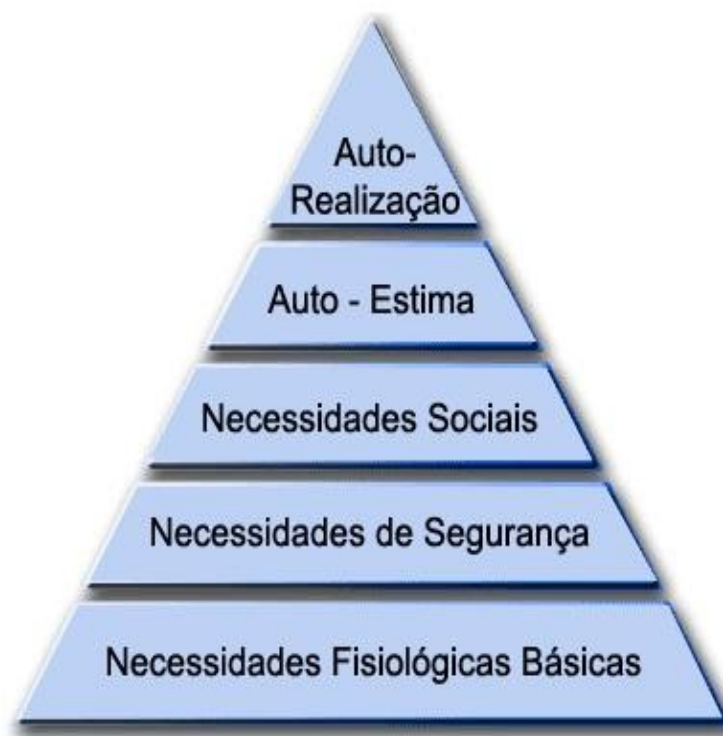 Auto-
Realização
Auto - Estima
Necessidades Sociais
Necessidades de Segurança
Necessidades Fisiológicas Básicas